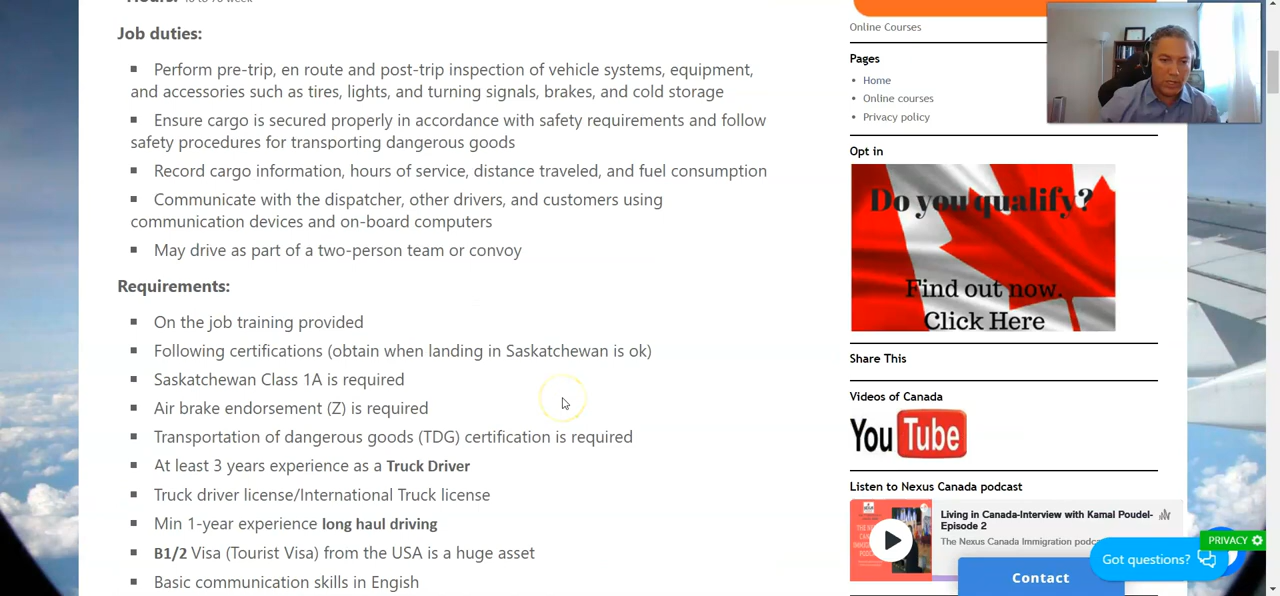 Job duties:
Perform pre-trip, en route and post-trip inspection of vehicle systems, equipment,
and accessories such as tires, lights, and turning signals, brakes, and cold storage
Ensure cargo is secured properly in accordance with safety requirements and follow
safety procedures for transporting dangerous goods
Record cargo information, hours of service, distance traveled, and fuel consumption
Communicate with the dispatcher, other drivers, and customers using
communication devices and on-board computers
May drive as part of a two-person team or convoy
Requirements:
On the job training provided
Following certifications (obtain when landing in Saskatchewan is ok)
Saskatchewan Class 1A is required
Air brake endorsement (Z) is required
Transportation of dangerous goods (TDG) certification is required
At least 3 years experience as a Truck Driver
Truck driver license/International Truck license
Min 1-year experience long haul driving
B1/2 Visa (Tourist Visa) from the USA is a huge asset
Basic communication skills in Engish
Online Courses
Pages
Home
Online courses
Privacy policy
Opt in
Do you qualify?
Find out now.
Click Here
Share This
Videos of Canada
YouTube
Listen to Nexus Canada podcast
Living in Canada-Interview with Kamal Poudel-
Episode 2
The Nexus Canada Immigration podca
PRIVACY
Got questions?
Contact